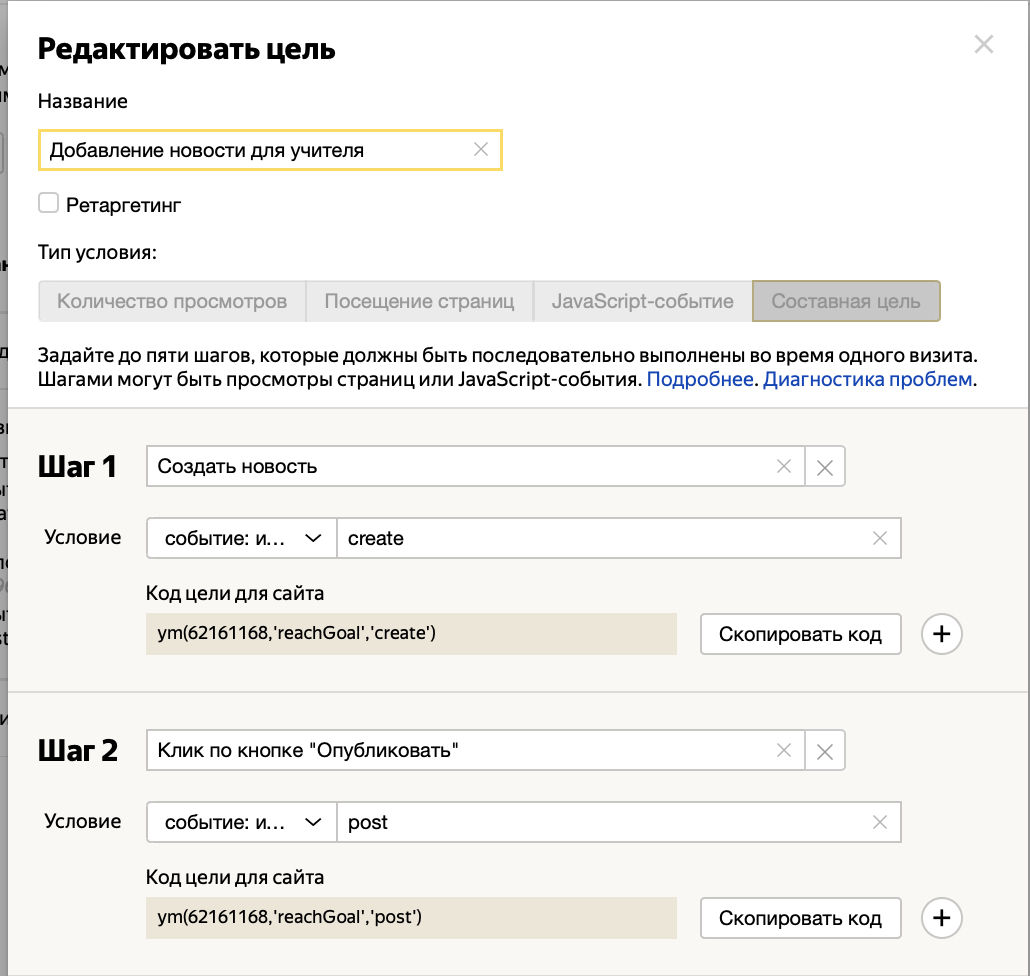 Редактировать цель
Название
Добавление новости для учителя
Ретаргетинг
Тип условия:
Количество просмотров Посещение страниц JavaScript-событие Составная цель
Задайте до пяти шагов, которые должны быть последовательно выполнены во время одного визита.
Шагами могут быть просмотры страниц или JavaScript-события. Подробнее. Диагностика проблем.
Шаг 1 Создать новость
Условие событие: и... create
Код цели для сайта
ym(62161168,'reachGoal','create') Скопировать код
Шаг 2 Клик по кнопке "Опубликовать"
Условие событие: и... post
Код цели для сайта
ym(62161168,'reachGoal','post') Скопировать код